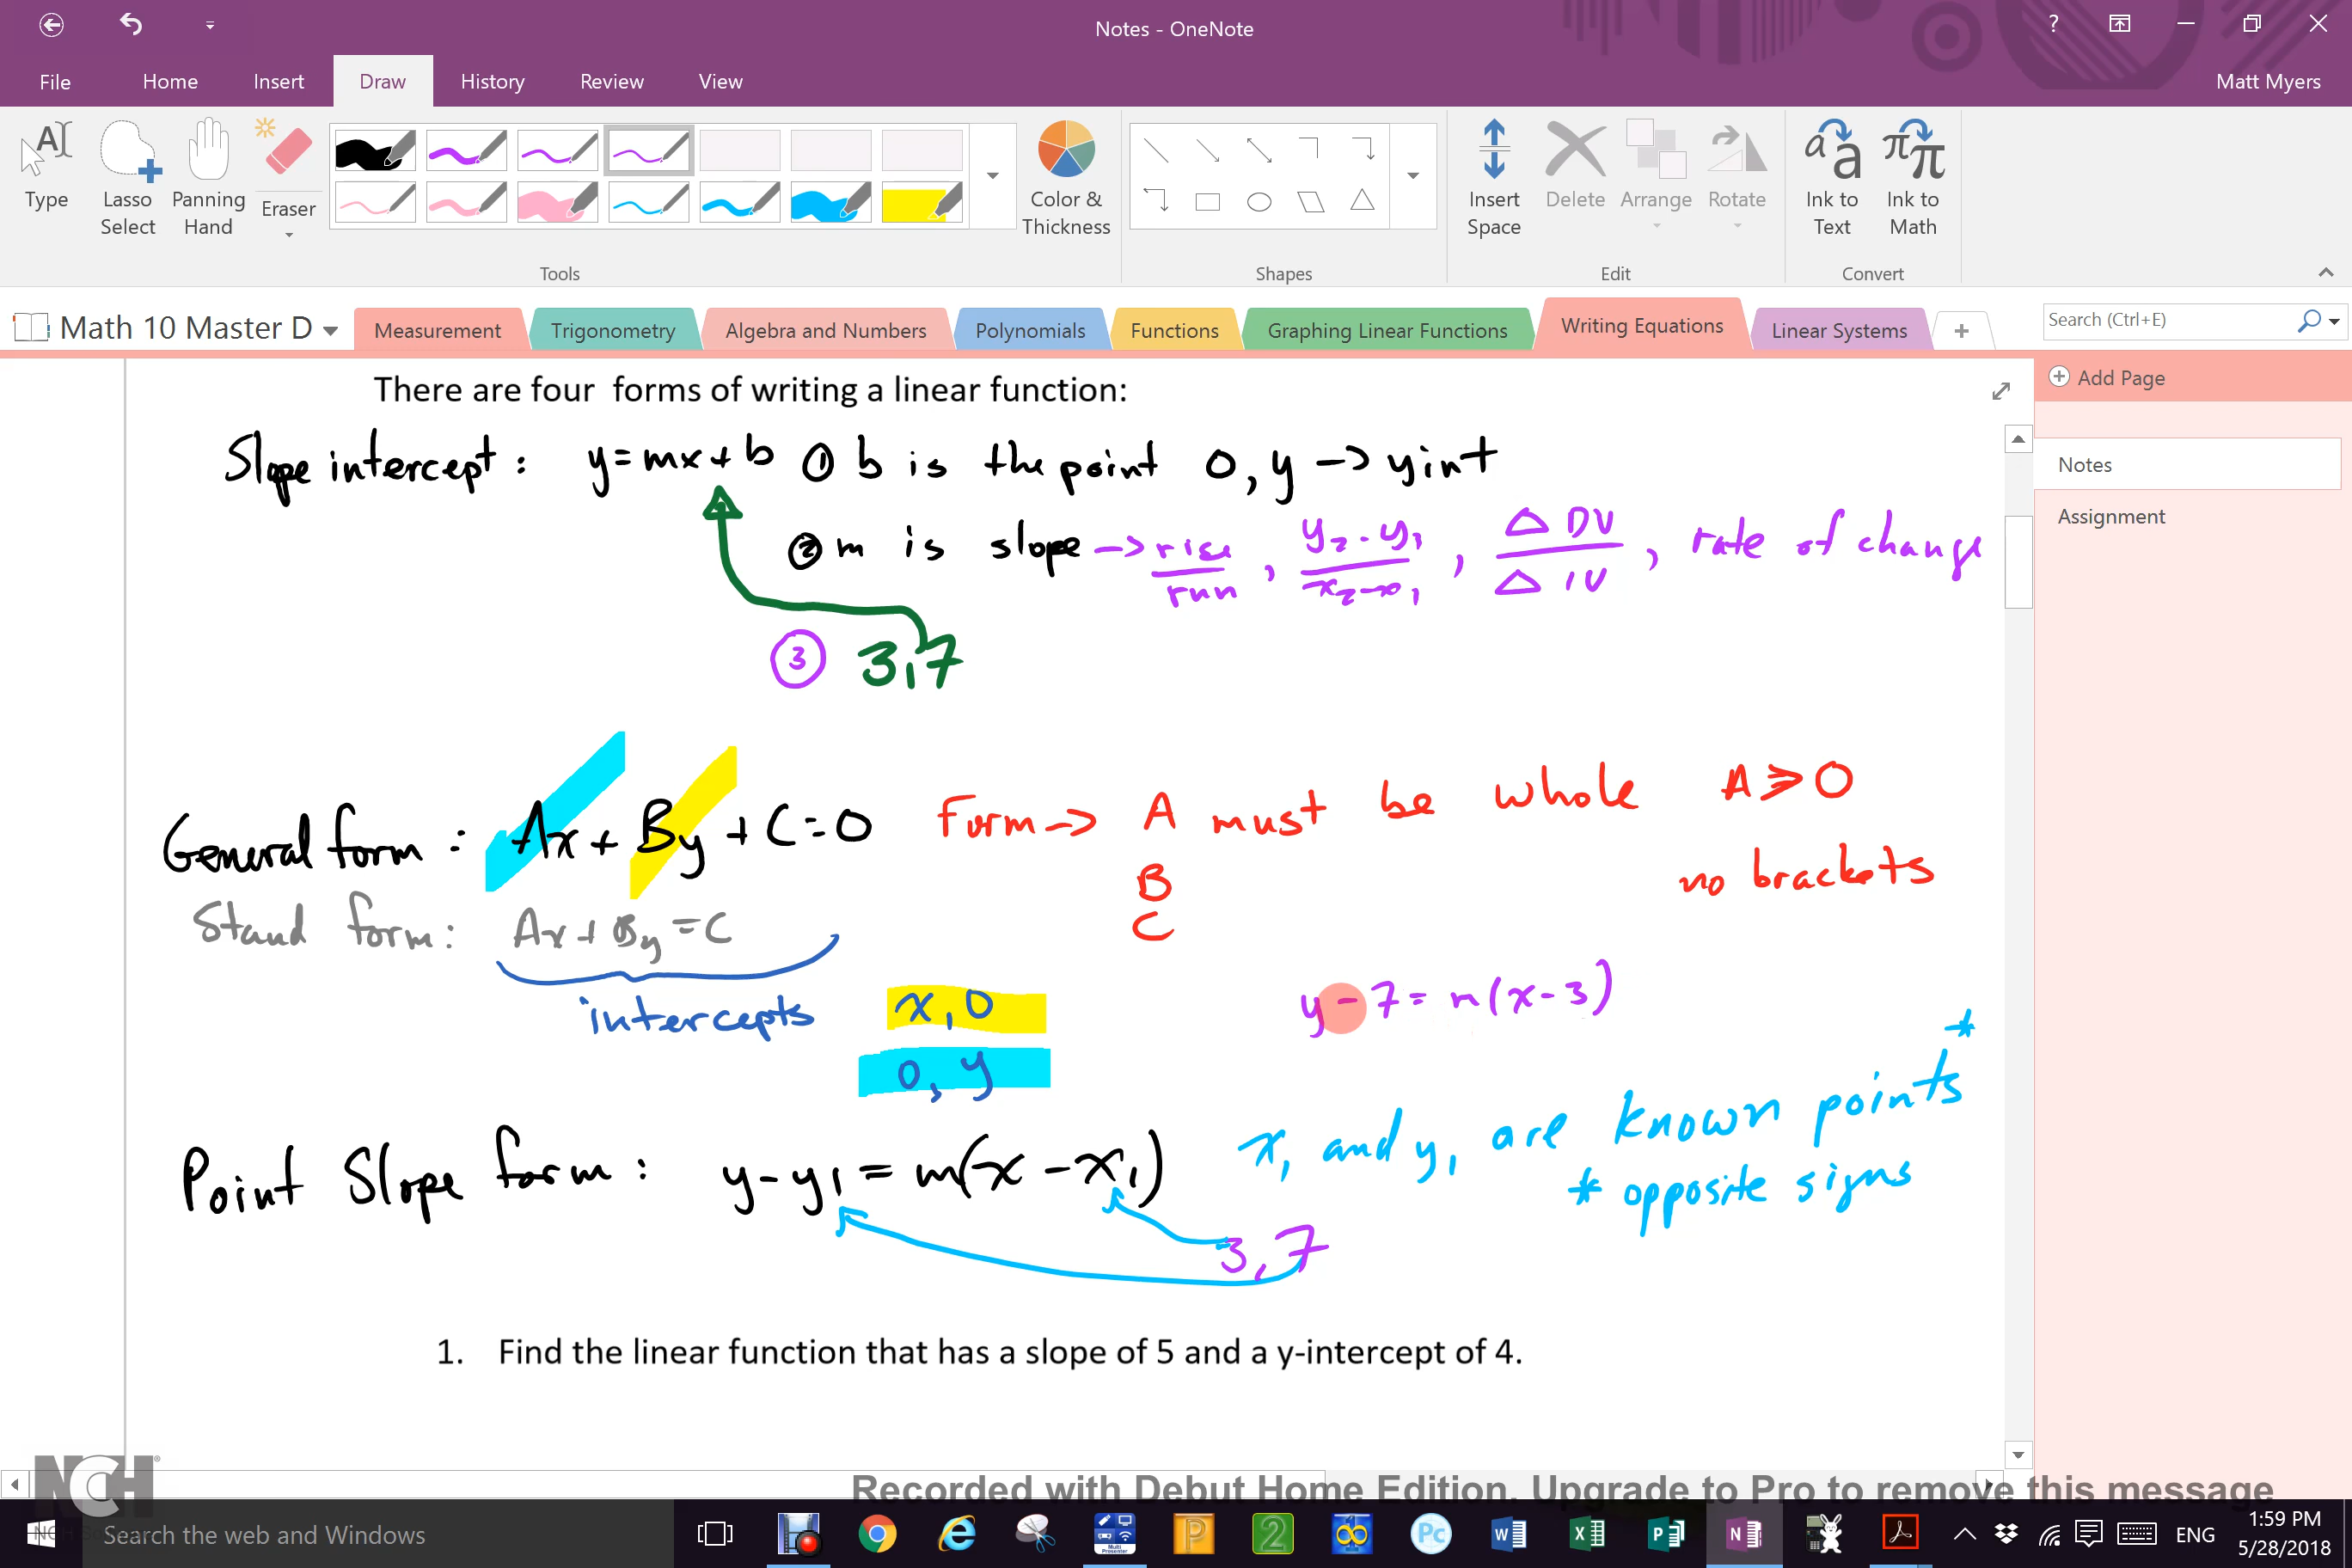 Notes - OneNote
?
File Home Insert Draw History Review View Matt Myers
Type Lasso Select Panning Hand Eraser Color & Thickness Insert Space Delete Arrange Rotate Ink to Text Ink to Math
Tools Shapes Edit Convert
Math 10 Master D Measurement Trigonometry Algebra and Numbers Polynomials Functions Graphing Linear Functions Writing Equations Linear Systems + Search (Ctrl+E)
Add Page
Notes
Assignment
There are four forms of writing a linear function:
Slope intercept : y=mx+b ① b is the point 0,y → yint
② m is slope → rise/run , y₂-y₁/x₂-x₁ , △DV/△IV , rate of change
③ 3,7
General form : Ax + By + C = 0 Form → A must be whole A ⩾ 0
B no brackets
Stand form: Ax + By = C C
intercepts x,0 y-7=m(x-3)
0,y
Point Slope form : y-y₁ = m(x-x₁) x₁ and y₁ are known points *
* opposite signs
3,7
1. Find the linear function that has a slope of 5 and a y-intercept of 4.
NCH
Recorded with Debut Home Edition. Upgrade to Pro to remove this message
Search the web and Windows
ENG 1:59 PM
5/28/2018